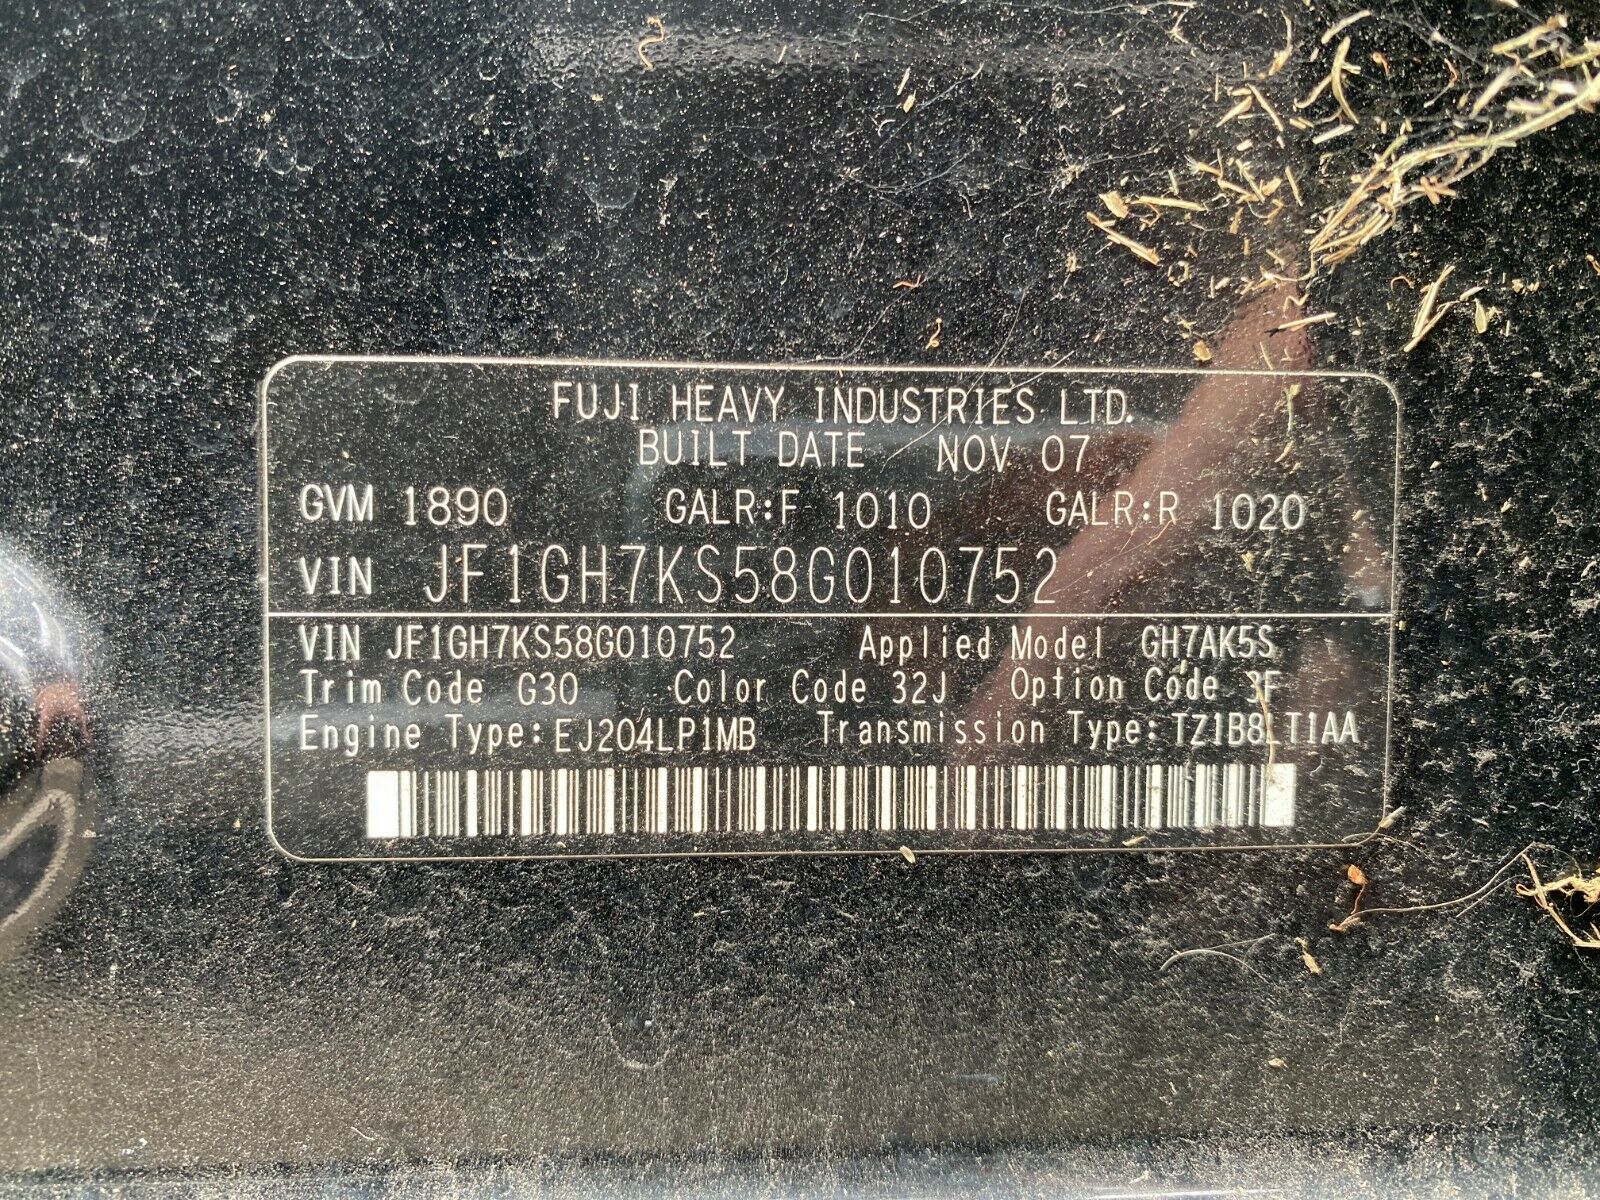 FUJI HEAVY INDUSTRIES LTD.
BUILT DATE NOV 07
GVM 1890 GALR:F 1010 GALR:R 1020
VIN JF1GH7KS58G010752
VIN JF1GH7KS58G010752 Applied Model GH7AK5S
Trim Code G30 Color Code 32J Option Code 3F
Engine Type:EJ204LP1MB Transmission Type:TZ1B8LT1AA